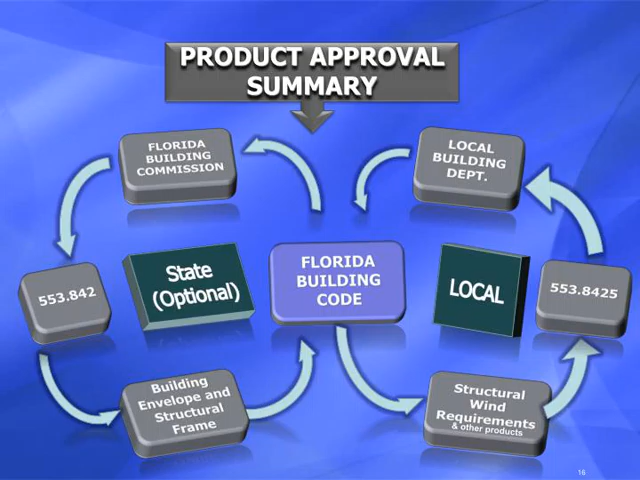 PRODUCT APPROVAL
SUMMARY
FLORIDA
BUILDING
COMMISSION
LOCAL
BUILDING
DEPT.
553.842
State
(Optional)
FLORIDA
BUILDING
CODE
LOCAL
553.8425
Building
Envelope and
Structural
Frame
Structural
Wind
Requirements
& other products
16